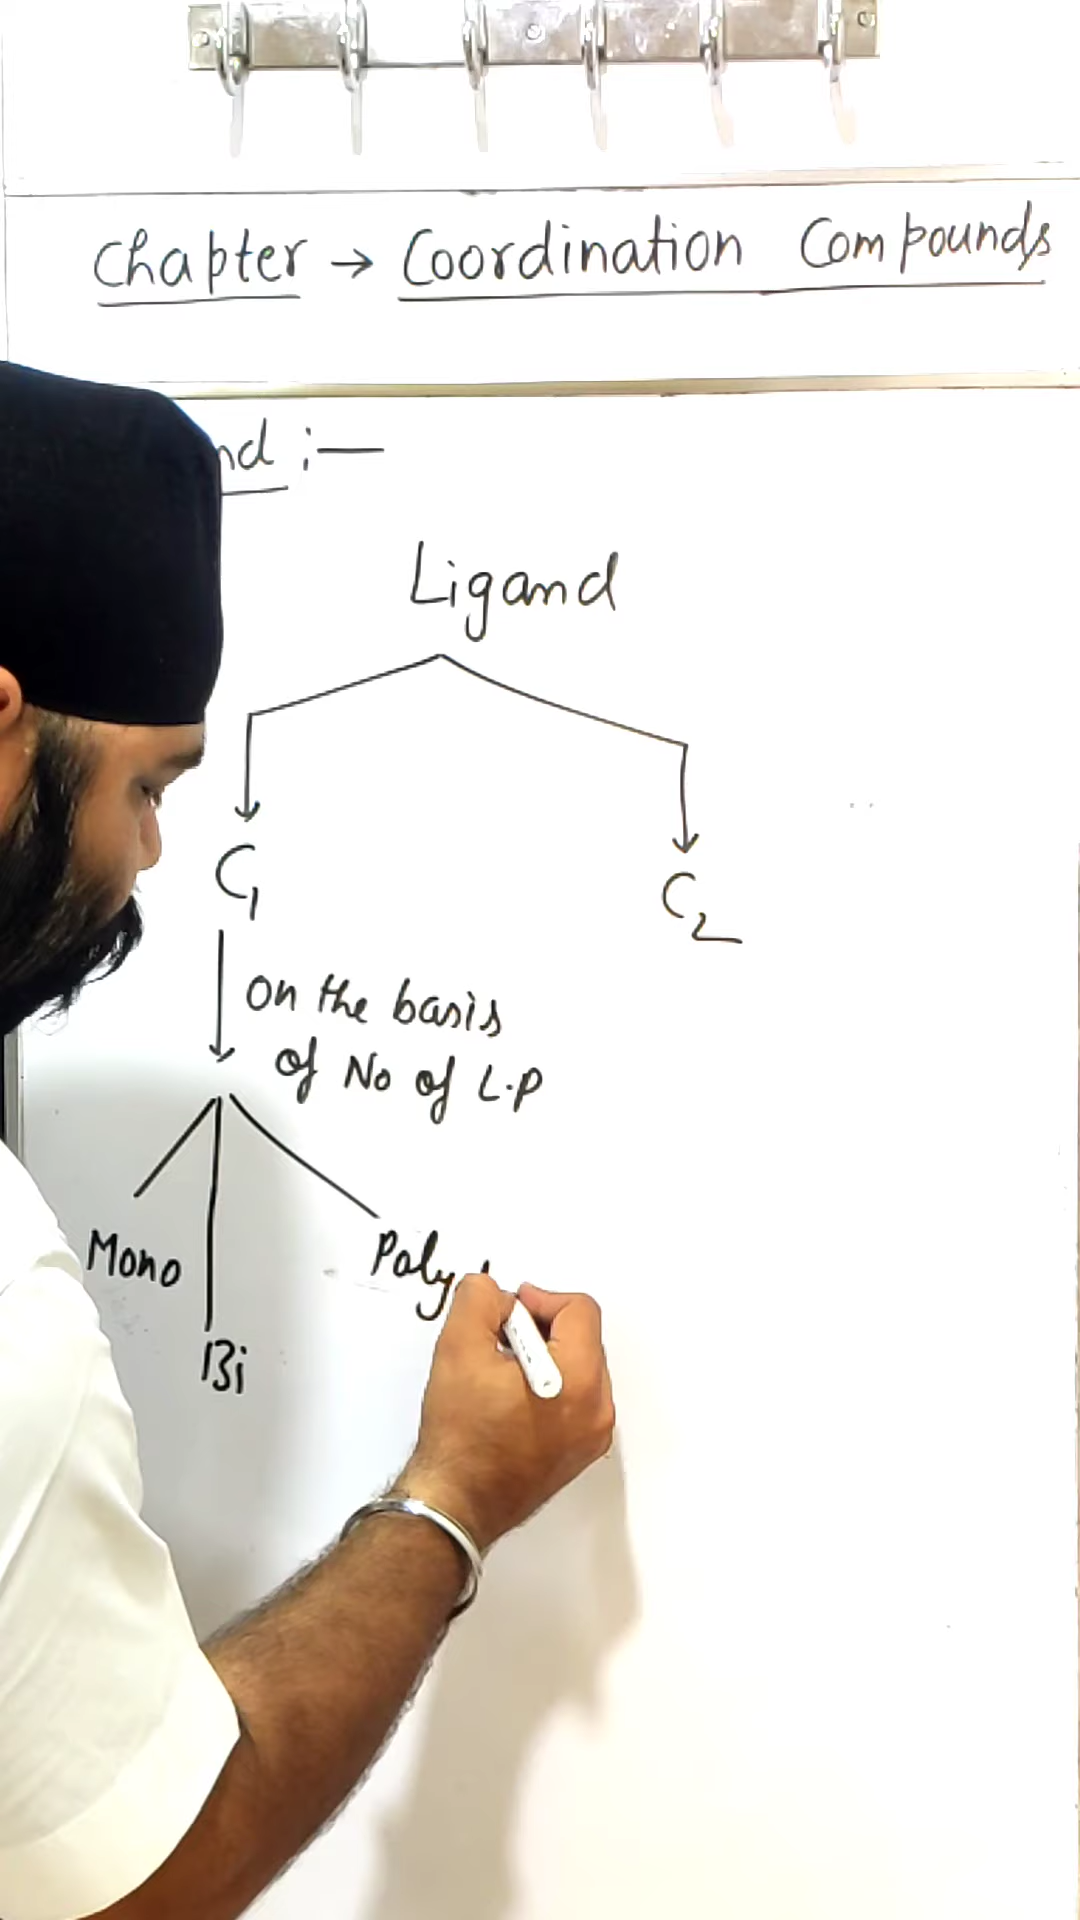 Chapter → Coordination Compounds
nd :—
Ligand
C1
C2
on the basis
of No of L.P
Mono
Poly
Bi